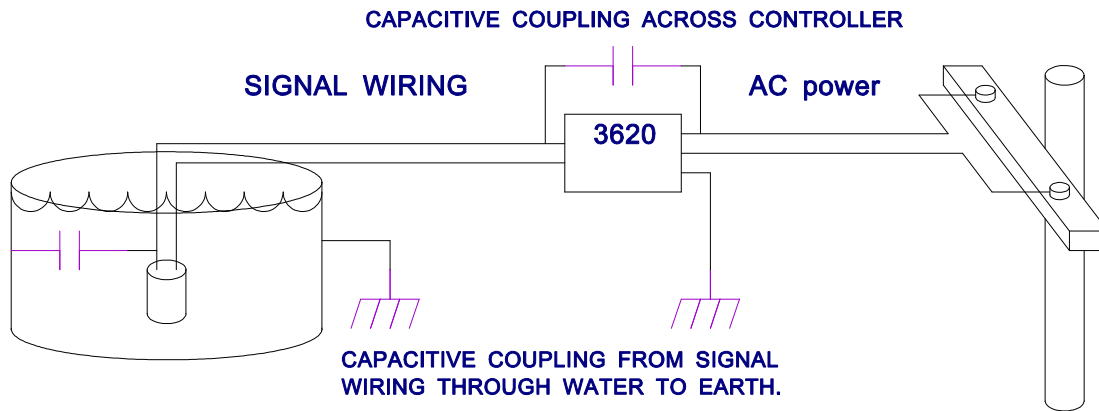 CAPACITIVE COUPLING ACROSS CONTROLLER
SIGNAL WIRING
AC power
3620
CAPACITIVE COUPLING FROM SIGNAL
WIRING THROUGH WATER TO EARTH.